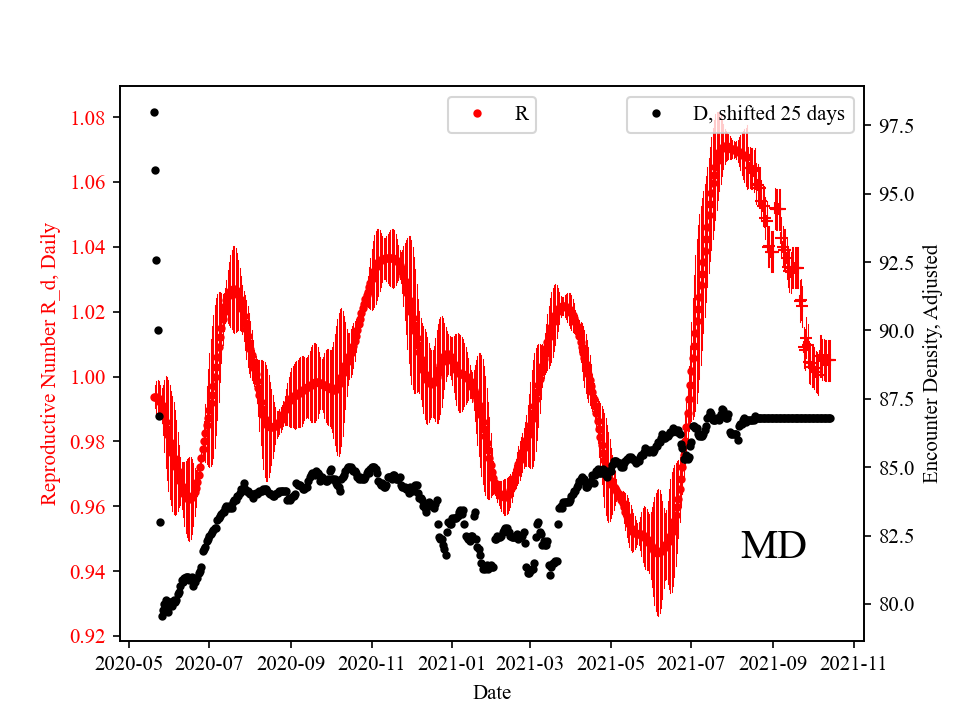 R
D, shifted 25 days
Reproductive Number R_d, Daily
1.08
1.06
1.04
1.02
1.00
0.98
0.96
0.94
0.92
97.5
95.0
92.5
90.0
87.5
85.0
82.5
80.0
Encounter Density, Adjusted
MD
2020-05 2020-07 2020-09 2020-11 2021-01 2021-03 2021-05 2021-07 2021-09 2021-11
Date